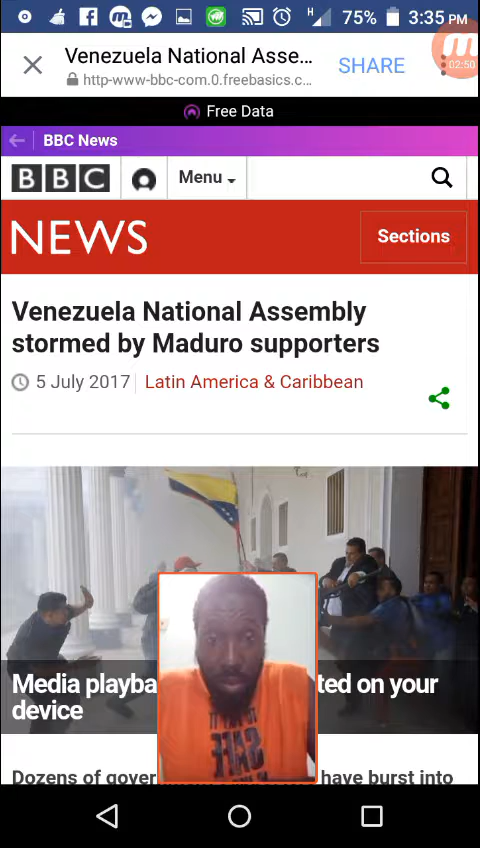 H 75% 3:35 PM
Venezuela National Asse...
SHARE
http-www-bbc-com.0.freebasics.c...
02:50
Free Data
BBC News
BBC
Menu
NEWS
Sections
Venezuela National Assembly
stormed by Maduro supporters
5 July 2017
Latin America & Caribbean
Media playba ted on your
device
SAFE
Dozens of gover have burst into